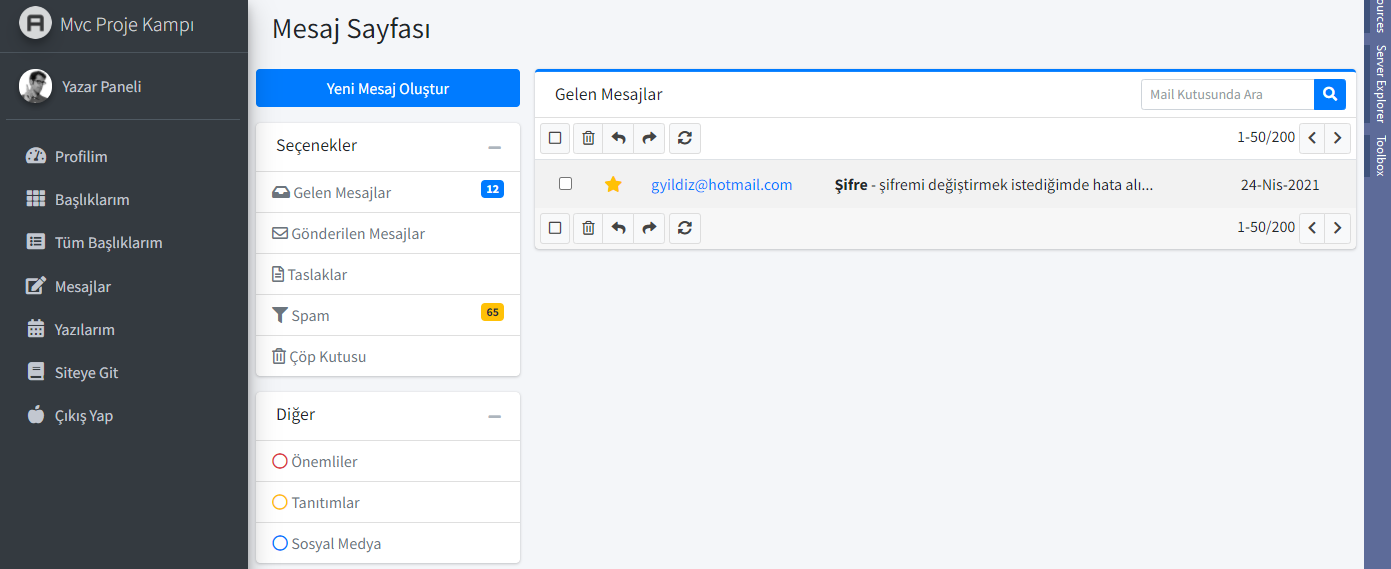 Mvc Proje Kampı
Yazar Paneli
Profilim
Başlıklarım
Tüm Başlıklarım
Mesajlar
Yazılarım
Siteye Git
Çıkış Yap
Mesaj Sayfası
Yeni Mesaj Oluştur
Seçenekler
Gelen Mesajlar 12
Gönderilen Mesajlar
Taslaklar
Spam 65
Çöp Kutusu
Diğer
Önemliler
Tanıtımlar
Sosyal Medya
Gelen Mesajlar
Mail Kutusunda Ara
1-50/200
gyildiz@hotmail.com Şifre - şifremi değiştirmek istediğimde hata alı... 24-Nis-2021
1-50/200
Server Explorer
Toolbox